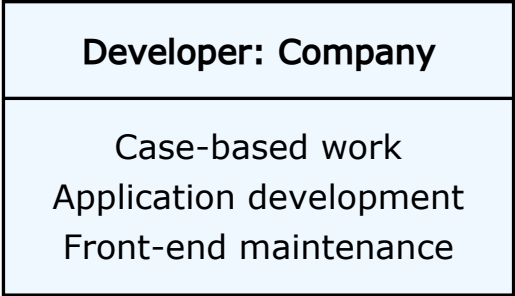 Developer: Company
Case-based work
Application development
Front-end maintenance